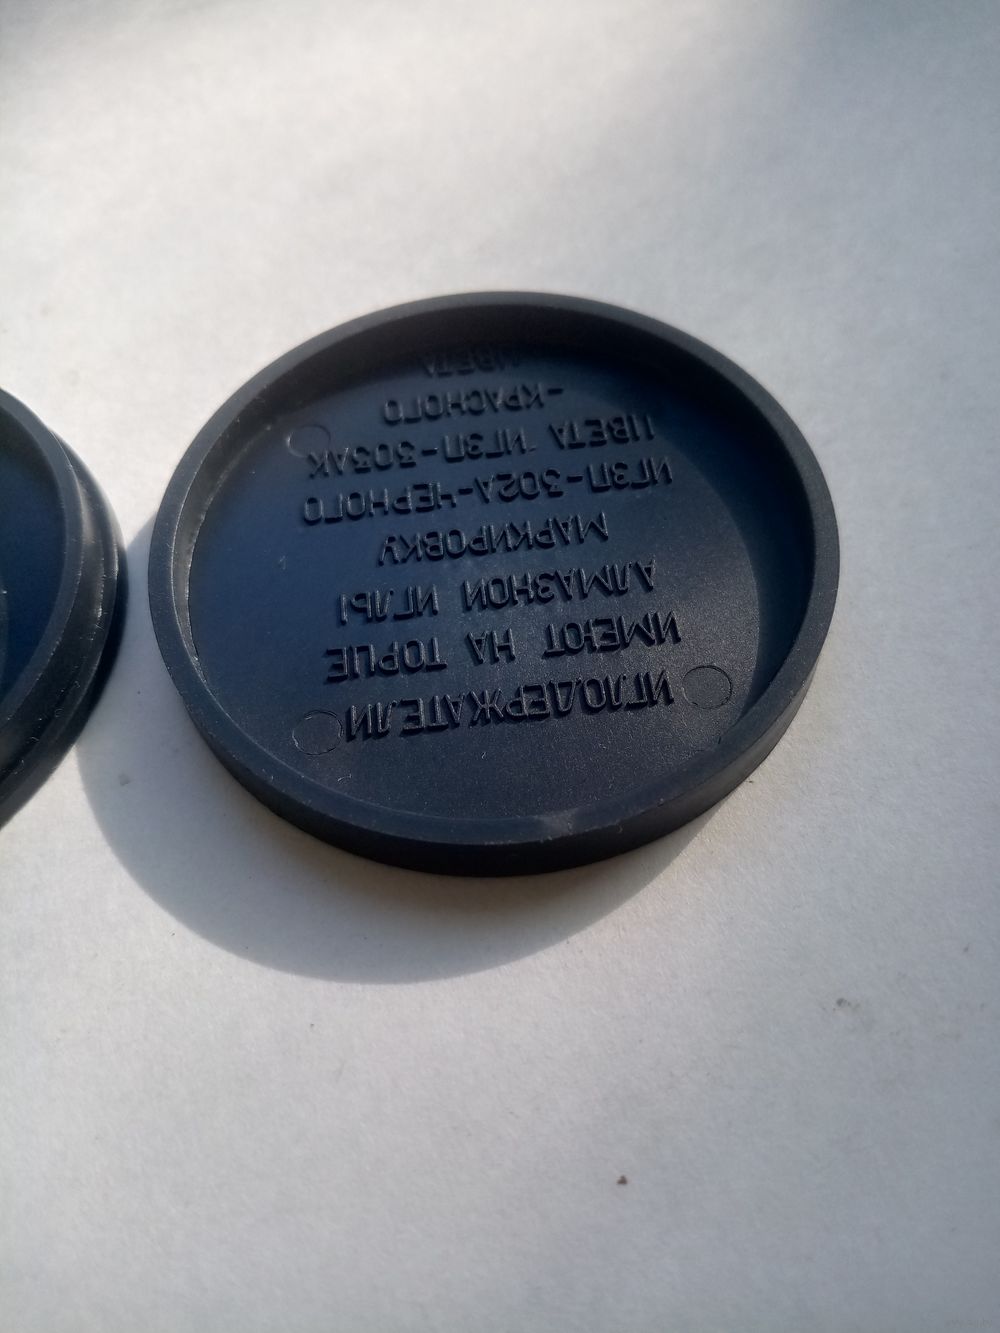 ИГЛОДЕРЖАТЕЛИ
ИМЕЮТ НА ТОРЦЕ
АЛМАЗНОЙ ИГЛЫ
МАРКИРОВКУ
ИГЗП-302А-ЧЕРНОГО
ЦВЕТА ИГЗП-303АК
-КРАСНОГО
ЦВЕТА